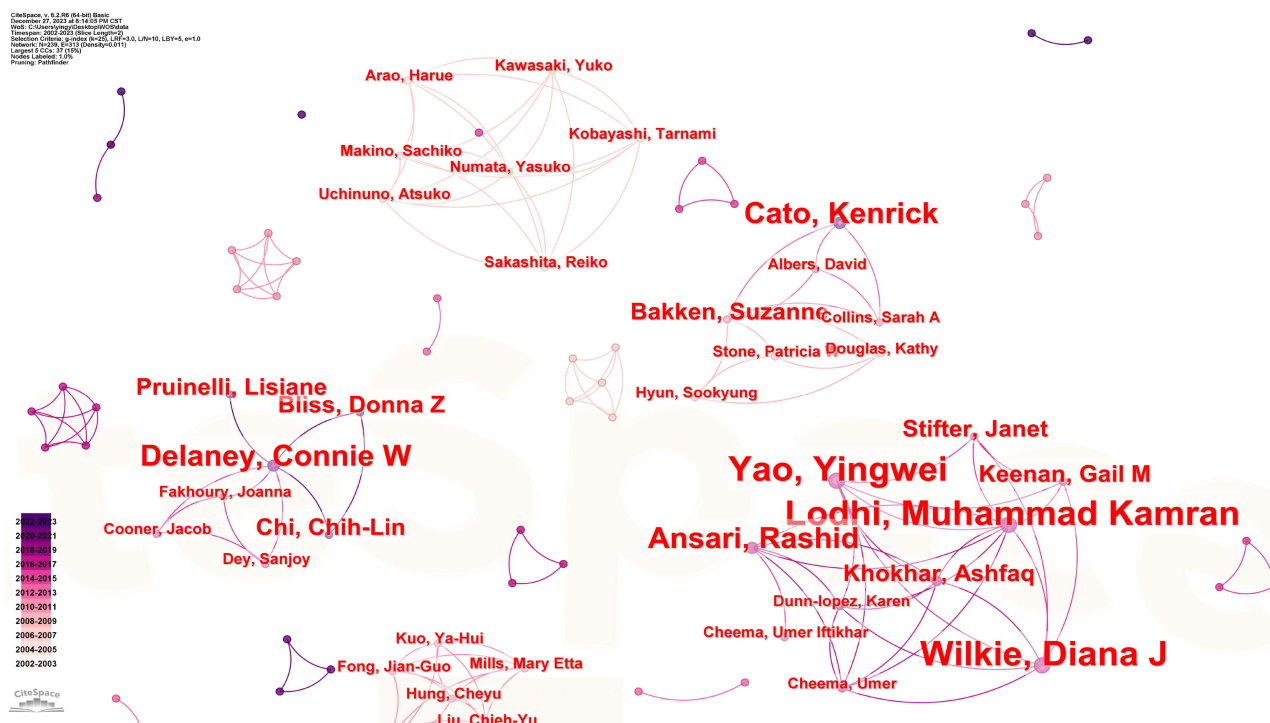 CiteSpace, v. 6.2.R6 (64-bit) Basic
December 27, 2023 at 8:14:05 PM CST
WoS: C:\Users\yingy\Desktop\WOS\data
Timespan: 2002-2023 (Slice Length=2)
Selection Criteria: g-index (k=25), LRF=3.0, L/N=10, LBY=5, e=1.0
Network: N=239, E=313 (Density=0.011)
Largest 5 CCs: 37 (15%)
Nodes Labeled: 1.0%
Pruning: Pathfinder
Kawasaki, Yuko
Arao, Harue
Kobayashi, Tarnami
Makino, Sachiko
Numata, Yasuko
Uchinuno, Atsuko
Sakashita, Reiko
Cato, Kenrick
Albers, David
Bakken, Suzanne
Collins, Sarah A
Stone, Patricia W
Douglas, Kathy
Hyun, Sookyung
Pruinelli, Lisiane
Bliss, Donna Z
Delaney, Connie W
Fakhoury, Joanna
Cooner, Jacob
Chi, Chih-Lin
Dey, Sanjoy
Stifter, Janet
Yao, Yingwei
Keenan, Gail M
Lodhi, Muhammad Kamran
Ansari, Rashid
Khokhar, Ashfaq
Dunn-lopez, Karen
Cheema, Umer Iftikhar
Wilkie, Diana J
Cheema, Umer
Kuo, Ya-Hui
Fong, Jian-Guo
Mills, Mary Etta
Hung, Cheyu
Liu, Chieh-Yu
2022-2023
2020-2021
2018-2019
2016-2017
2014-2015
2012-2013
2010-2011
2008-2009
2006-2007
2004-2005
2002-2003
CiteSpace